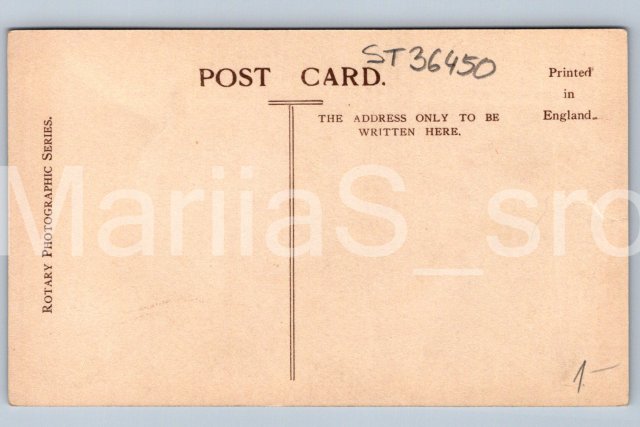 ST36450
POST CARD.
Printed
in
England.
THE ADDRESS ONLY TO BE
WRITTEN HERE.
ROTARY PHOTOGRAPHIC SERIES.
MariiaS_sro
1-